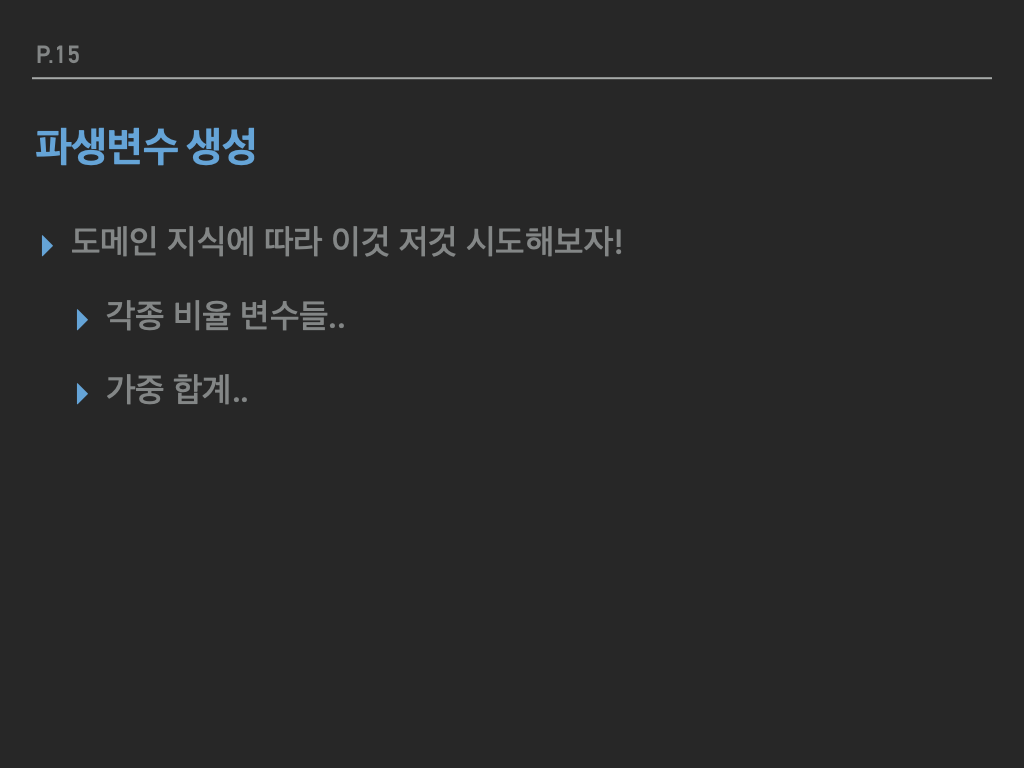 P.15
파생변수 생성
▸ 도메인 지식에 따라 이것 저것 시도해보자!
▸ 각종 비율 변수들..
▸ 가중 합계..